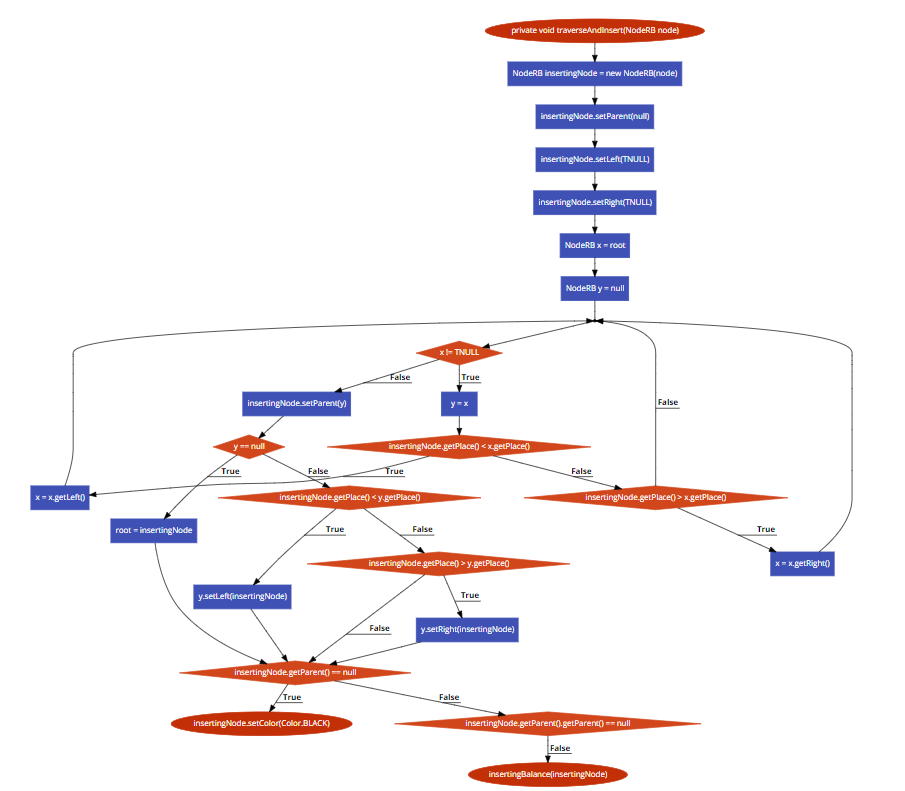 private void traverseAndInsert(NodeRB node)
NodeRB insertingNode = new NodeRB(node)
insertingNode.setParent(null)
insertingNode.setLeft(TNULL)
insertingNode.setRight(TNULL)
NodeRB x = root
NodeRB y = null
x != TNULL
False
True
insertingNode.setParent(y)
y = x
False
y == null
insertingNode.getPlace() < x.getPlace()
True
False
True
False
x = x.getLeft()
insertingNode.getPlace() < y.getPlace()
insertingNode.getPlace() > x.getPlace()
root = insertingNode
True
False
True
insertingNode.getPlace() > y.getPlace()
x = x.getRight()
y.setLeft(insertingNode)
True
False
y.setRight(insertingNode)
insertingNode.getParent() == null
True
False
insertingNode.setColor(Color.BLACK)
insertingNode.getParent().getParent() == null
False
insertingBalance(insertingNode)